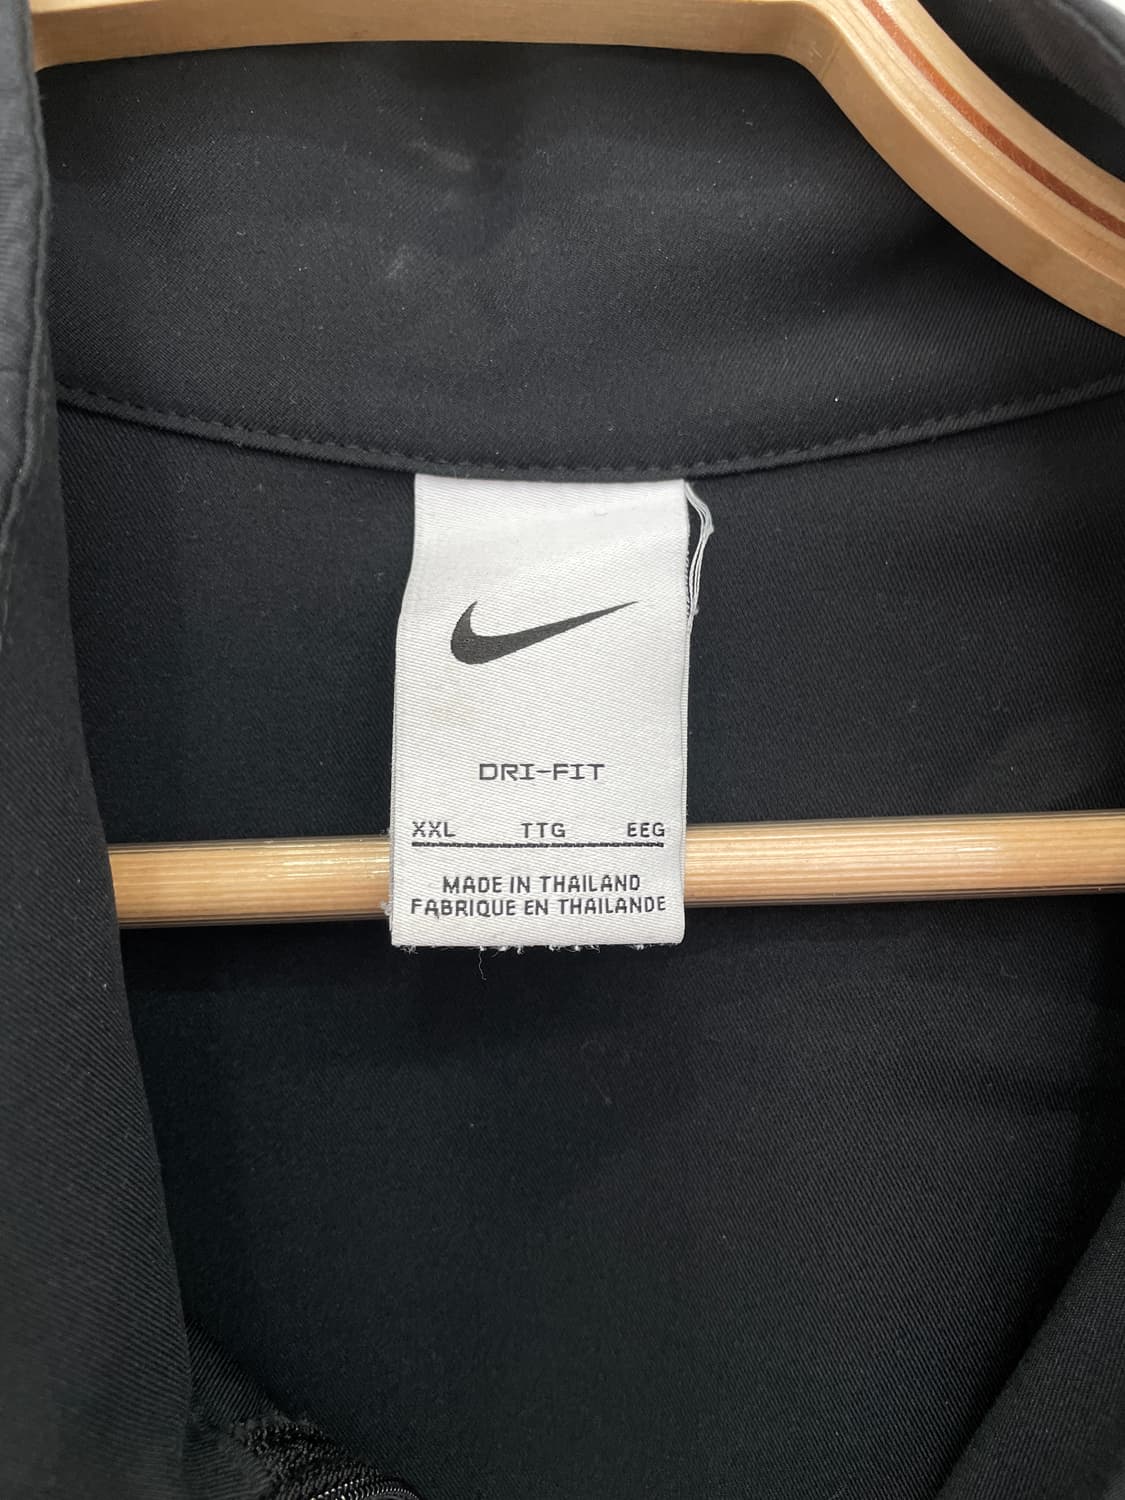 DRI-FIT
XXL TTG EEG
MADE IN THAILAND
FABRIQUE EN THAILANDE